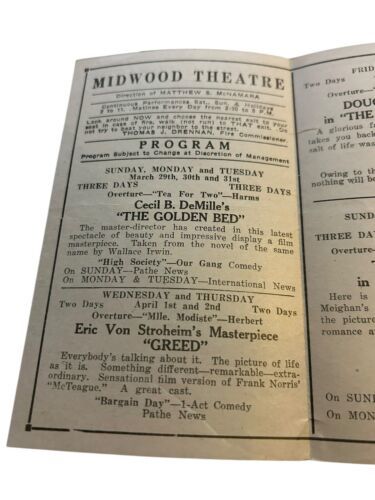 MIDWOOD THEATRE
Direction of MATTHEW S. McNAMARA
Continuous Performances Sat., Sun. & Holidays
2 to 11. Matinee Every Day from 2:30 to 5 P.M.
Look around NOW and choose the nearest exit to your
seat in case of fire, walk (not run) to THAT exit. Do
not try to beat your neighbor to the street.
THOMAS J. DRENNAN, Fire Commissioner.
PROGRAM
Program Subject to Change at Discretion of Management
SUNDAY, MONDAY and TUESDAY
March 29th, 30th and 31st
THREE DAYS THREE DAYS
Overture—"Tea For Two"—Harms
Cecil B. DeMille's
"THE GOLDEN BED"
The master-director has created in this latest
spectacle of beauty and impressive display a film
masterpiece. Taken from the novel of the same
name by Wallace Irwin.
"High Society"—Our Gang Comedy
On SUNDAY—Pathe News
On MONDAY & TUESDAY—International News
WEDNESDAY and THURSDAY
Two Days April 1st and 2nd Two Days
Overture—"Mlle. Modiste"—Herbert
Eric Von Stroheim's Masterpiece
"GREED"
Everybody's talking about it. The picture of life
as it is. Something different—remarkable—extra-
ordinary. Sensational film version of Frank Norris'
"McTeague." A great cast.
"Bargain Day"—1-Act Comedy
Pathe News
FRID
Two Days
DOUG
in "THE
A glorious f
takes you back
salt of life was
Owing to th
nothing will be
SUND
THREE DAYS
Overture—
T
in "
Here is
Meighan's
the picture
romance a
On SUND
On MOND